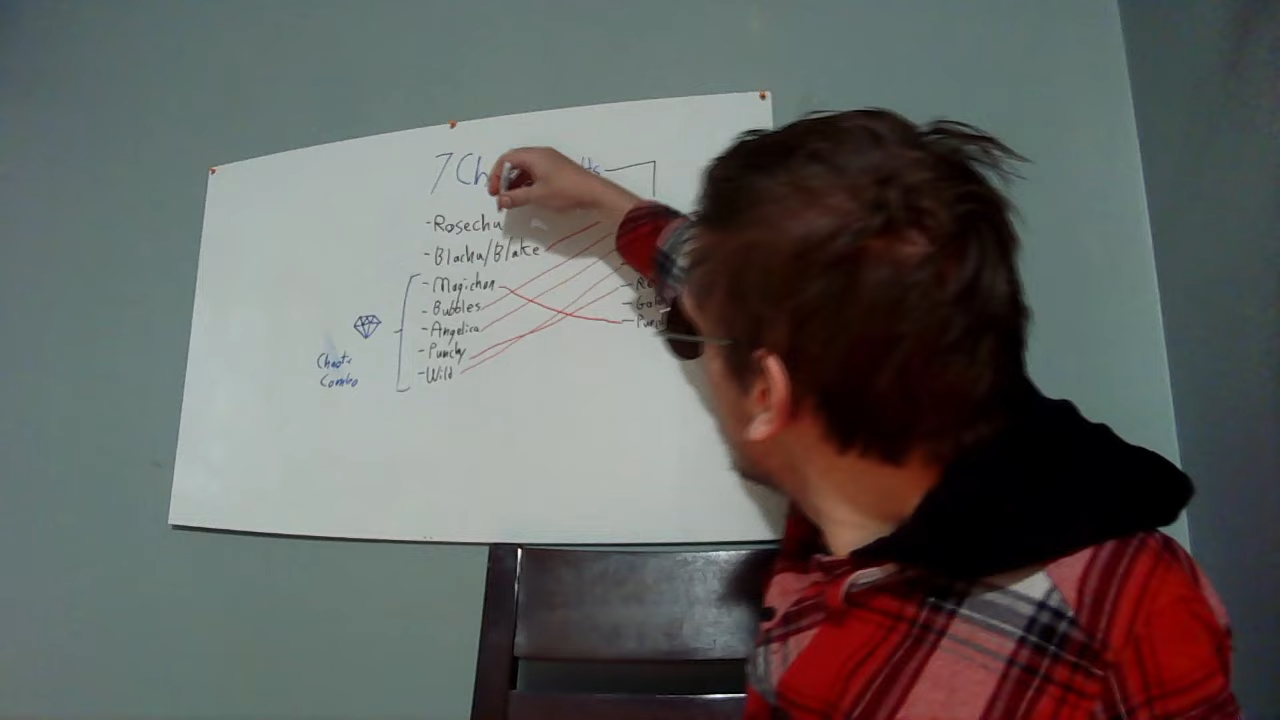 7 Ch
-Rosechu
-Blachu/Blake
-Magichan
-Bubbles
-Angelica
-Punchy
-Wild
Chaotic
Combo